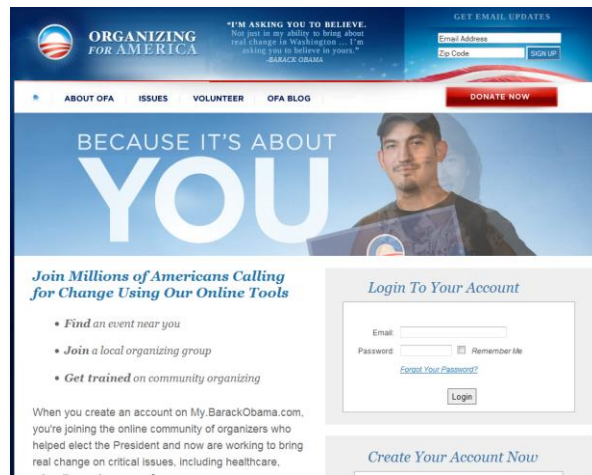 ORGANIZING
FOR AMERICA
"I'M ASKING YOU TO BELIEVE.
Not just in my ability to bring about
real change in Washington ... I'm
asking you to believe in yours."
-BARACK OBAMA
GET EMAIL UPDATES
Email Address
Zip Code
SIGN UP
ABOUT OFA
ISSUES
VOLUNTEER
OFA BLOG
DONATE NOW
BECAUSE IT'S ABOUT
YOU
Join Millions of Americans Calling
for Change Using Our Online Tools
• Find an event near you
• Join a local organizing group
• Get trained on community organizing
When you create an account on My.BarackObama.com,
you're joining the online community of organizers who
helped elect the President and now are working to bring
real change on critical issues, including healthcare,
Login To Your Account
Email:
Password:
Remember Me
Forgot Your Password?
Login
Create Your Account Now